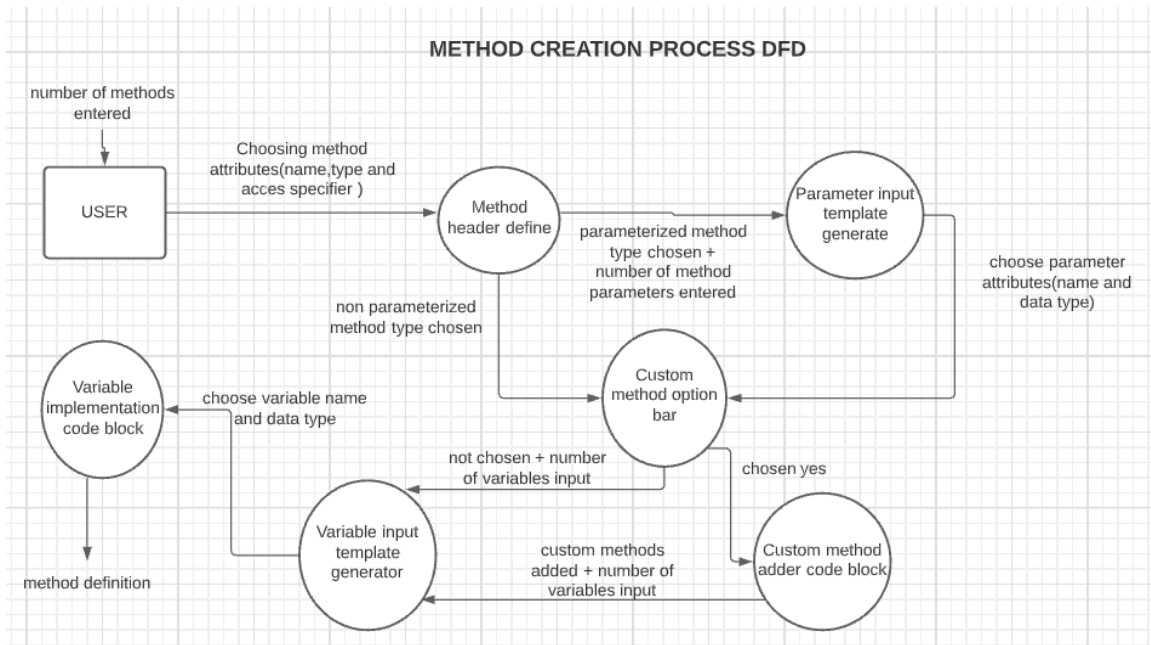 METHOD CREATION PROCESS DFD
number of methods
entered
USER
Choosing method
attributes(name,type and
acces specifier )
Method
header define
parameterized method
type chosen +
number of method
parameters entered
Parameter input
template
generate
choose parameter
attributes(name and
data type)
non parameterized
method type chosen
Custom
method option
bar
Variable
implementation
code block
choose variable name
and data type
not chosen + number
of variables input
chosen yes
Variable input
template
generator
custom methods
added + number of
variables input
Custom method
adder code block
method definition